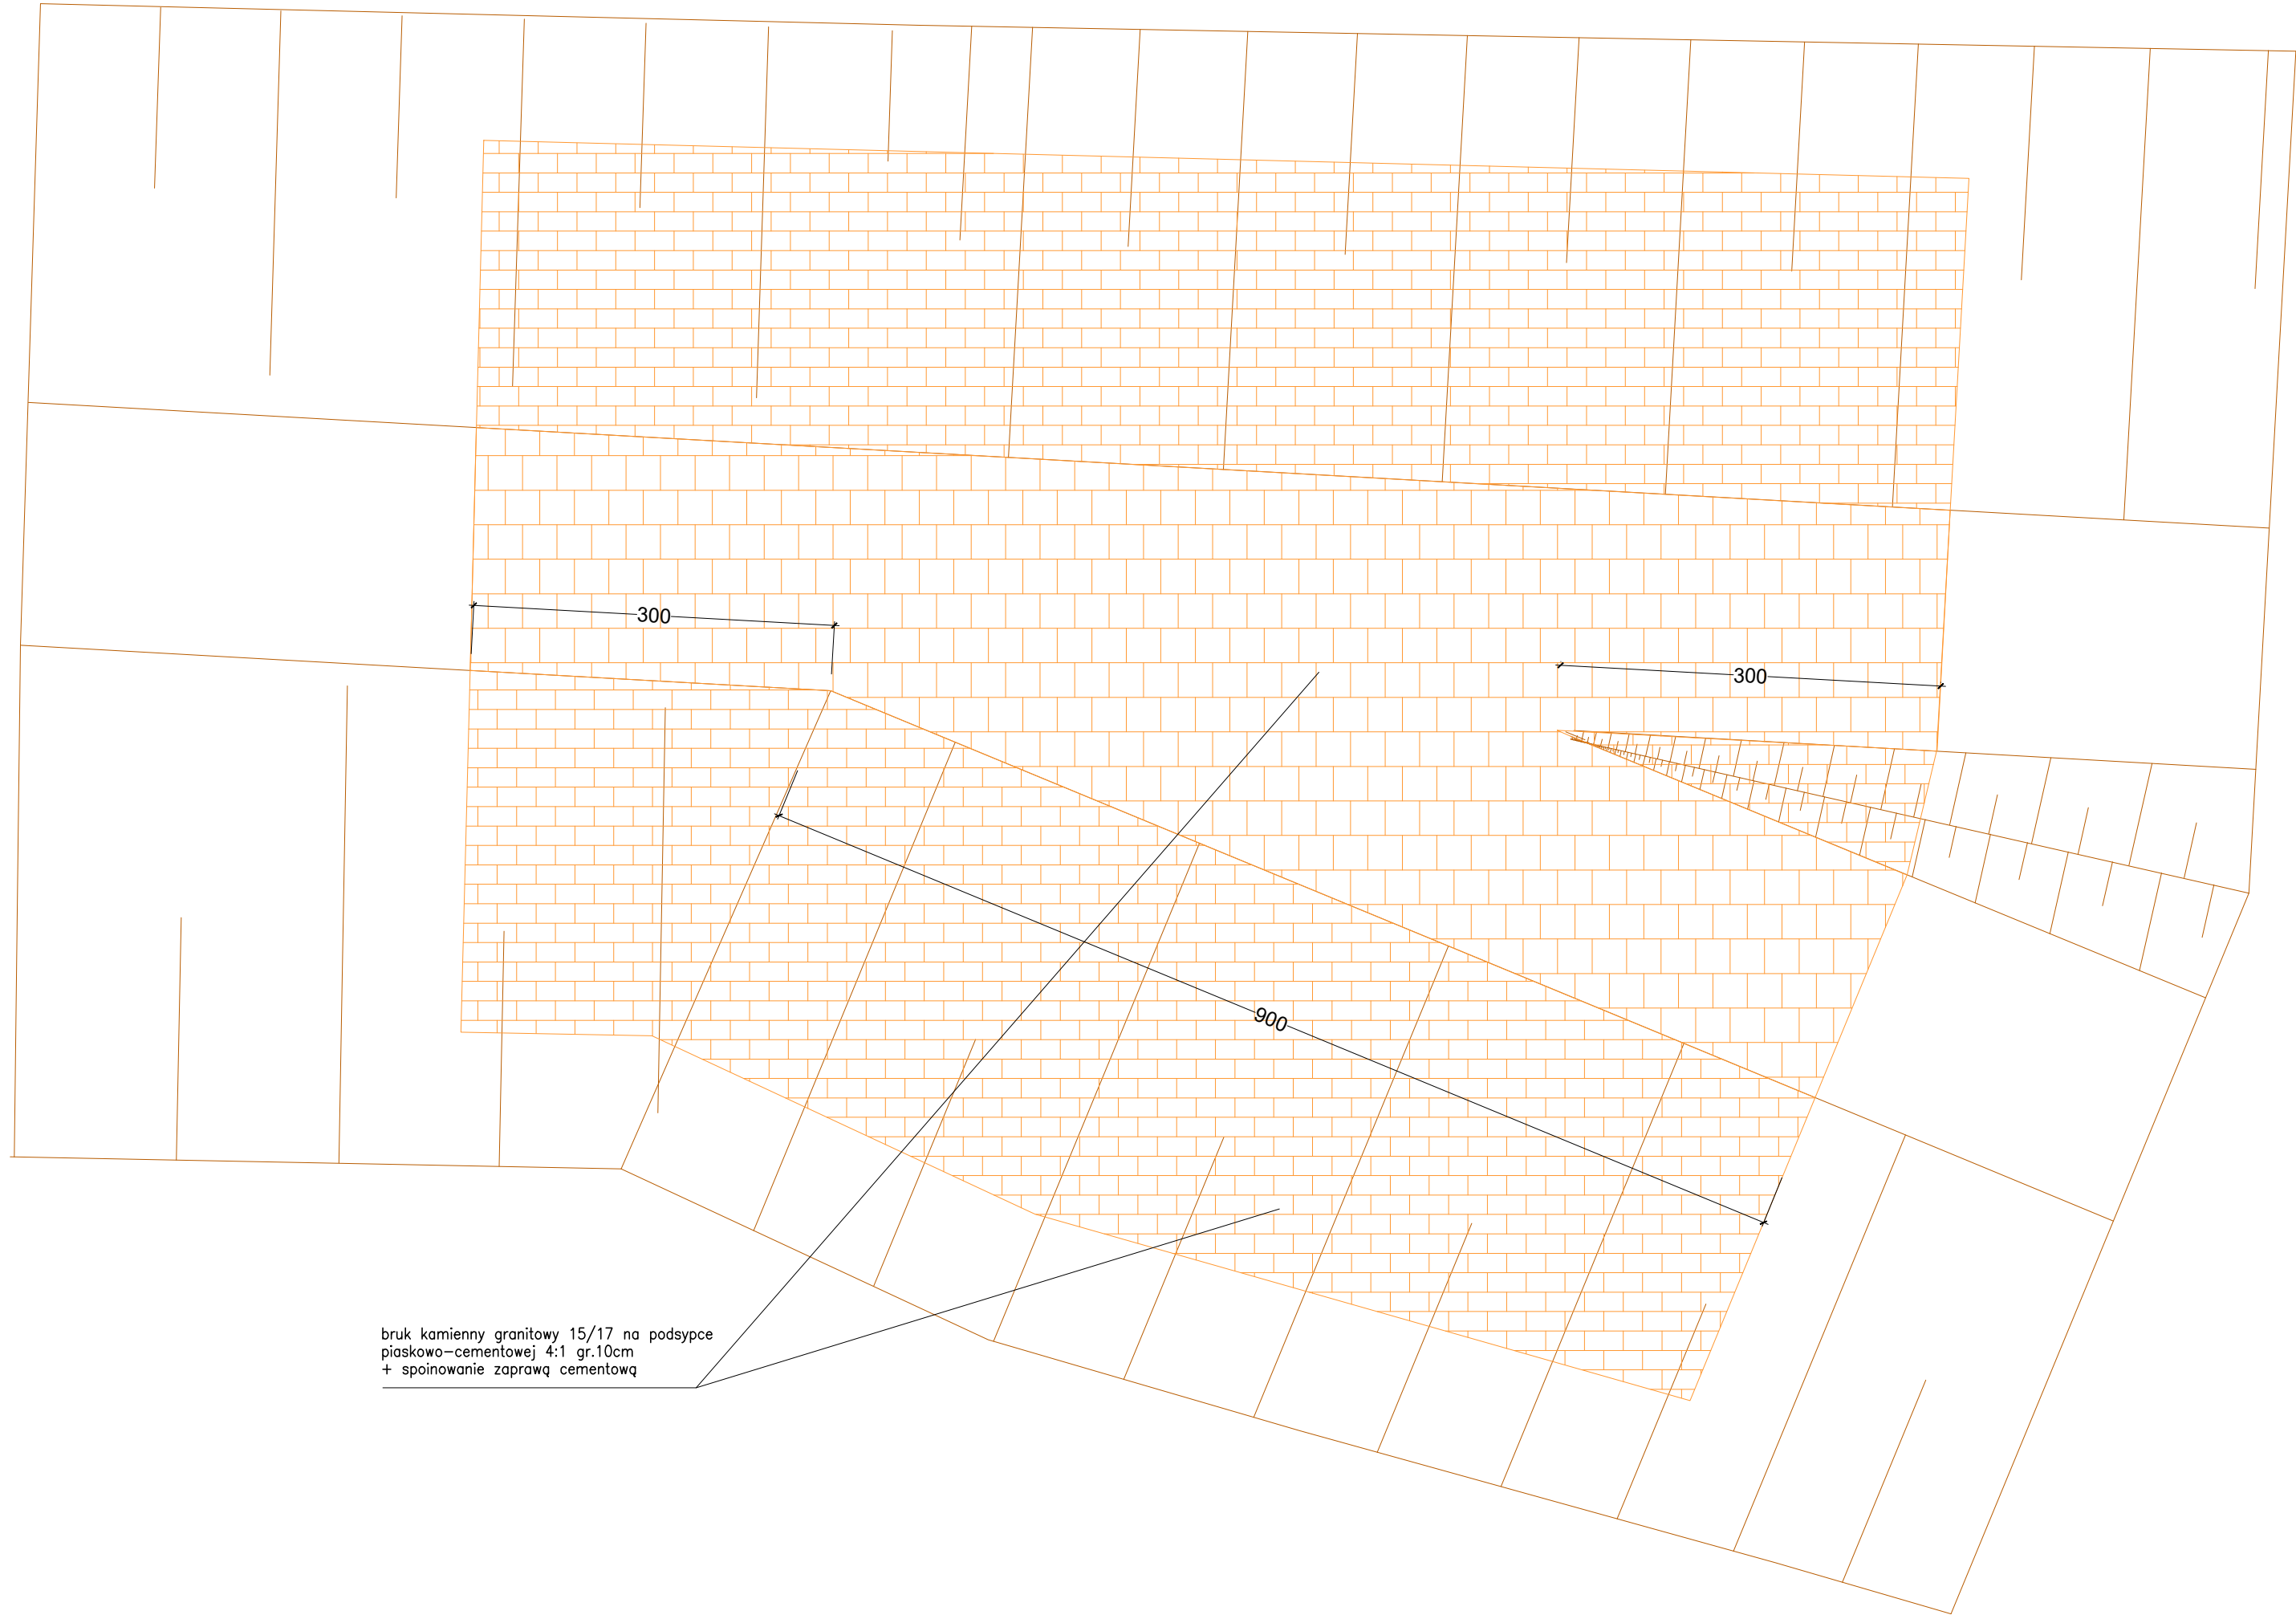 300
300
900
bruk kamienny granitowy 15/17 na podsypce
piaskowo-cementowej 4:1 gr.10cm
+ spoinowanie zaprawą cementową